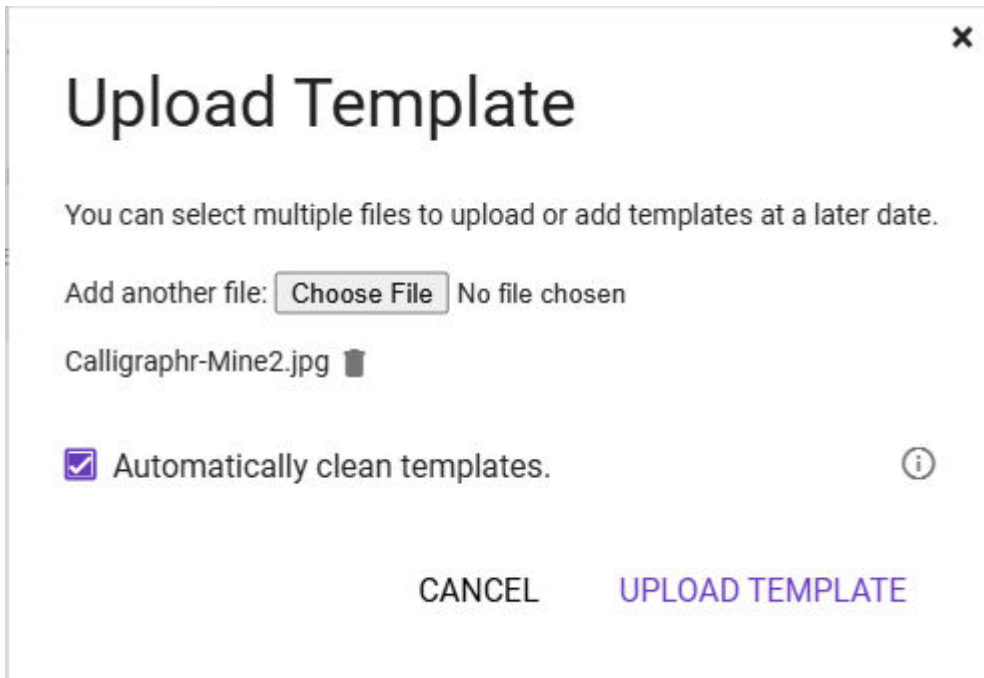 Upload Template
You can select multiple files to upload or add templates at a later date.
Add another file: Choose File No file chosen
Calligraphr-Mine2.jpg
Automatically clean templates.
CANCEL UPLOAD TEMPLATE